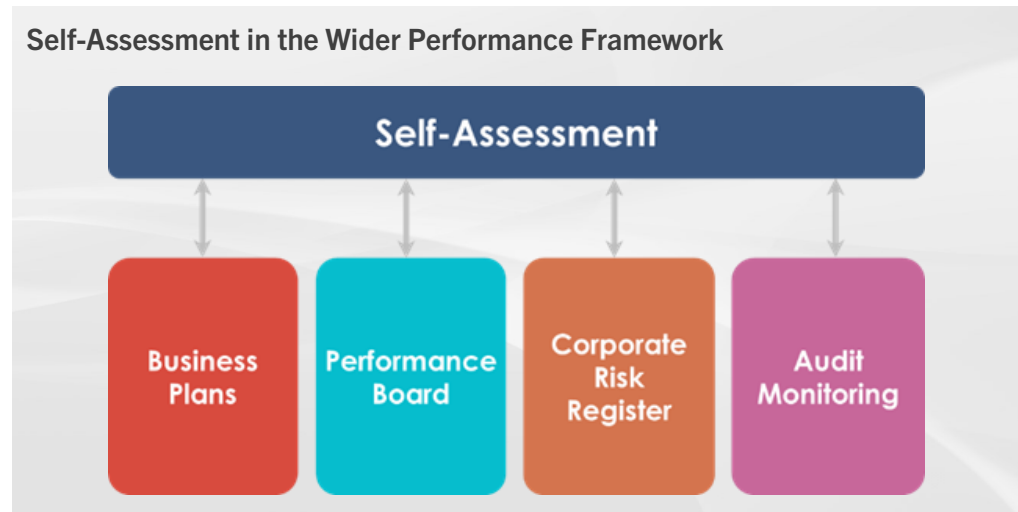 Self-Assessment in the Wider Performance Framework
Self-Assessment
Business
Plans
Performance
Board
Corporate
Risk
Register
Audit
Monitoring